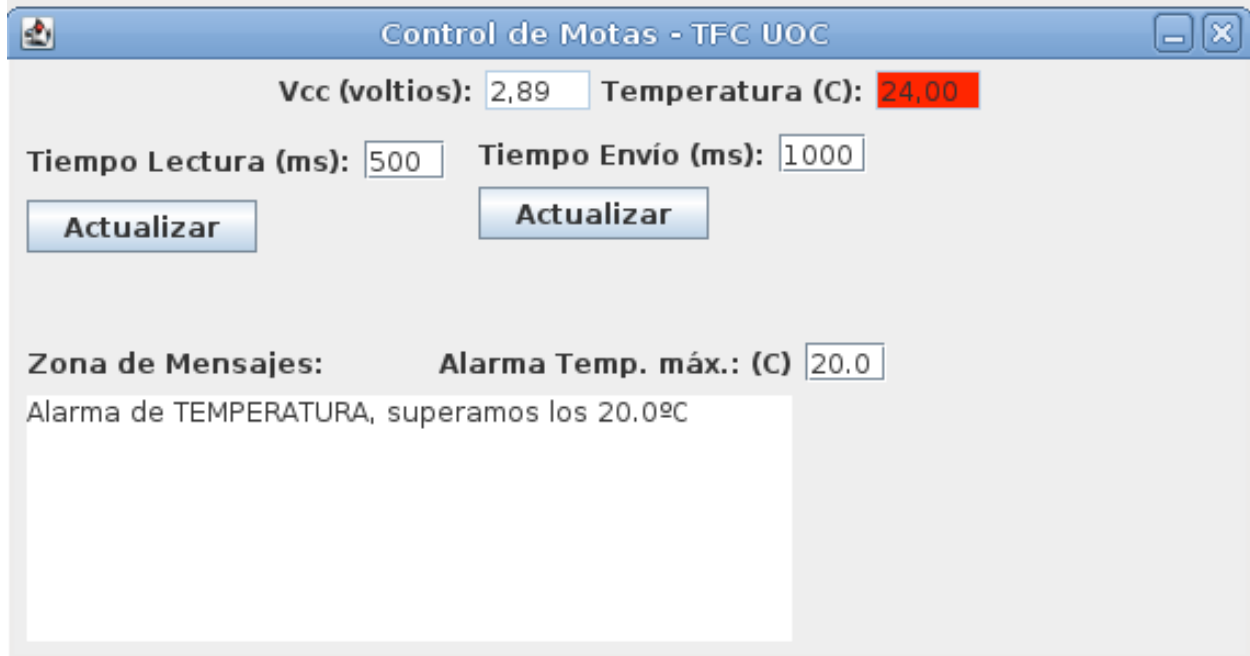 Control de Motas - TFC UOC
Vcc (voltios): 2,89 Temperatura (C): 24,00
Tiempo Lectura (ms): 500 Tiempo Envío (ms): 1000
Actualizar Actualizar
Zona de Mensajes: Alarma Temp. máx.: (C) 20.0
Alarma de TEMPERATURA, superamos los 20.0ºC